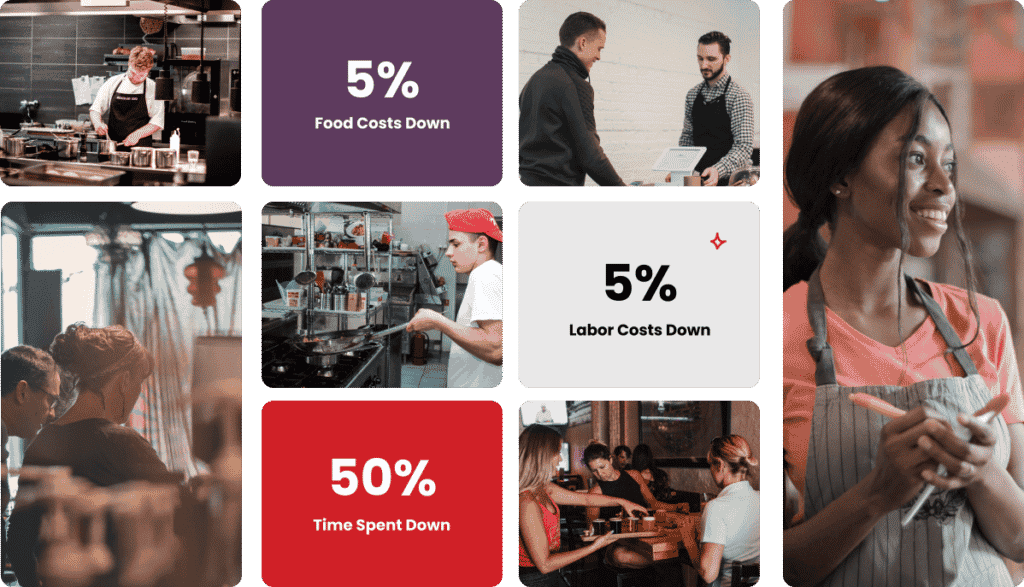 5%
Food Costs Down
5%
Labor Costs Down
50%
Time Spent Down